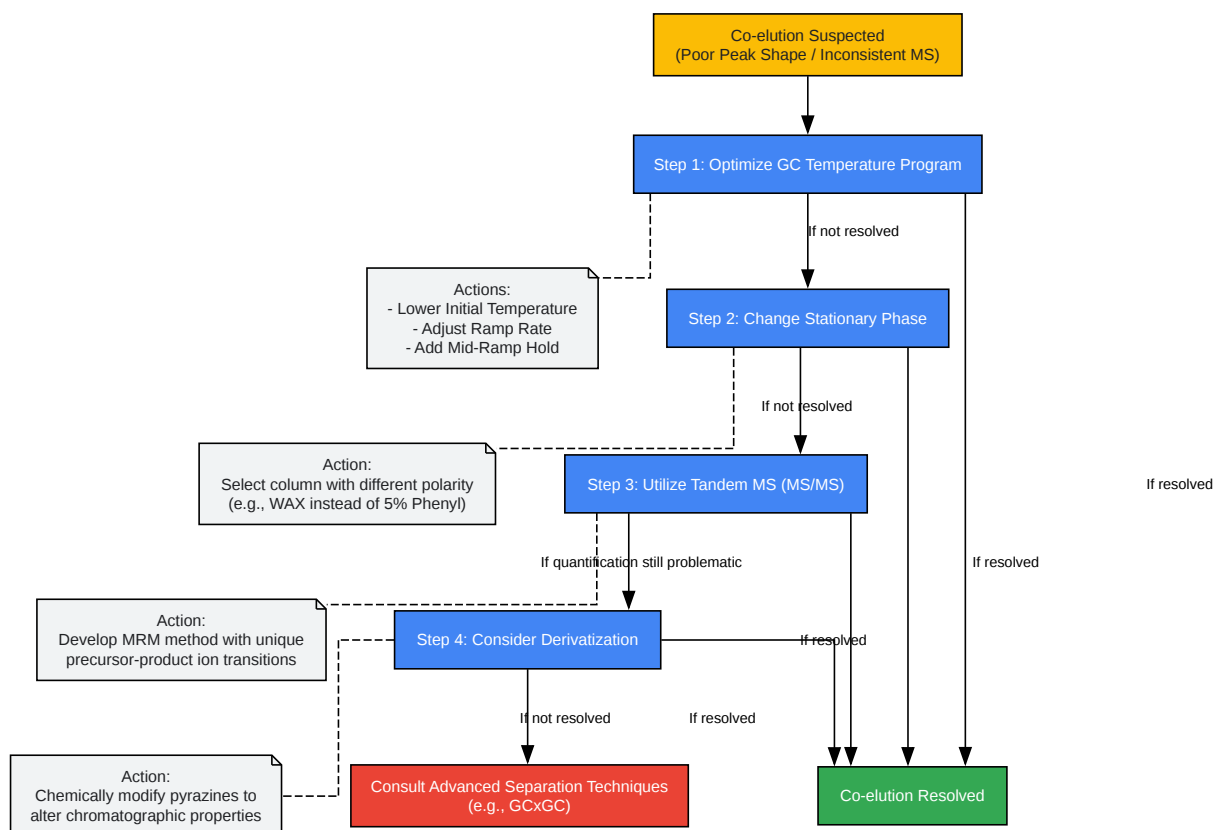 Co-elution Suspected
(Poor Peak Shape / Inconsistent MS)
Step 1: Optimize GC Temperature Program
If not resolved
Actions:
- Lower Initial Temperature
- Adjust Ramp Rate
- Add Mid-Ramp Hold
Step 2: Change Stationary Phase
If not resolved
Action:
Select column with different polarity
(e.g., WAX instead of 5% Phenyl)
Step 3: Utilize Tandem MS (MS/MS)
If resolved
If quantification still problematic
If resolved
Action:
Develop MRM method with unique
precursor-product ion transitions
Step 4: Consider Derivatization
If resolved
If not resolved
If resolved
Action:
Chemically modify pyrazines to
alter chromatographic properties
Consult Advanced Separation Techniques
(e.g., GCxGC)
Co-elution Resolved